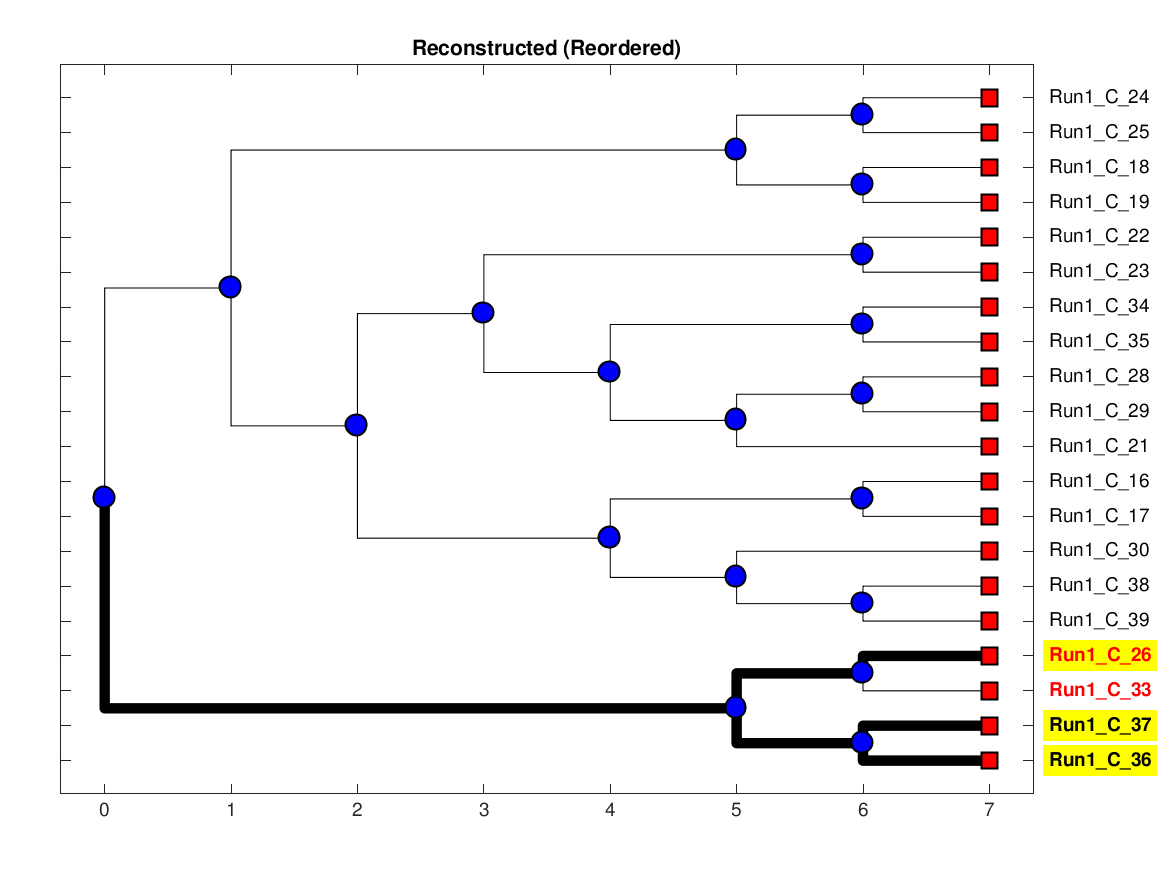 Reconstructed (Reordered)
Run1_C_24
Run1_C_25
Run1_C_18
Run1_C_19
Run1_C_22
Run1_C_23
Run1_C_34
Run1_C_35
Run1_C_28
Run1_C_29
Run1_C_21
Run1_C_16
Run1_C_17
Run1_C_30
Run1_C_38
Run1_C_39
Run1_C_26
Run1_C_33
Run1_C_37
Run1_C_36
0 1 2 3 4 5 6 7